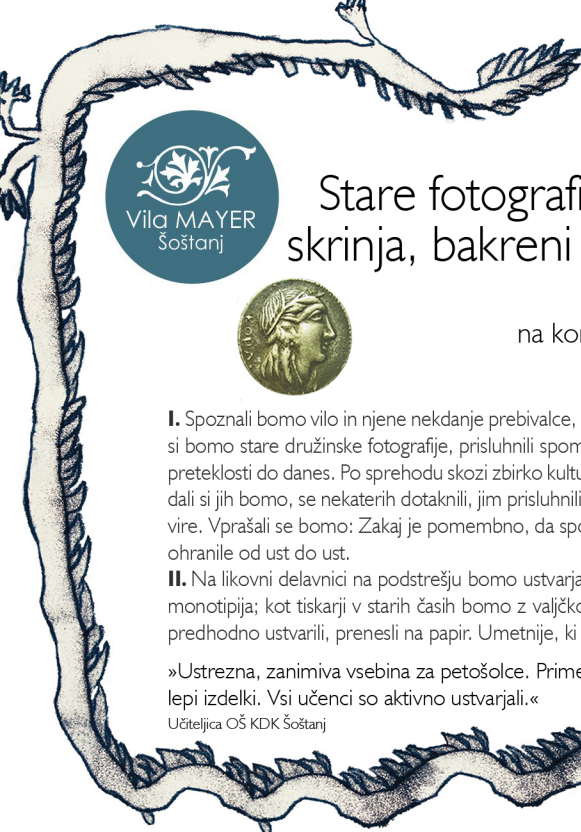 Vila MAYER
Šoštanj
Stare fotografi
skrinja, bakreni
na kor
I. Spoznali bomo vilo in njene nekdanje prebivalce,
si bomo stare družinske fotografije, prisluhnili spom
preteklosti do danes. Po sprehodu skozi zbirko kultu
dali si jih bomo, se nekaterih dotaknili, jim prisluhnili
vire. Vprašali se bomo: Zakaj je pomembno, da spo
ohranile od ust do ust.
II. Na likovni delavnici na podstrešju bomo ustvarja
monotipija; kot tiskarji v starih časih bomo z valjčko
predhodno ustvarili, prenesli na papir. Umetnije, ki
»Ustrezna, zanimiva vsebina za petošolce. Prime
lepi izdelki. Vsi učenci so aktivno ustvarjali.«
Učiteljica OŠ KDK Šoštanj